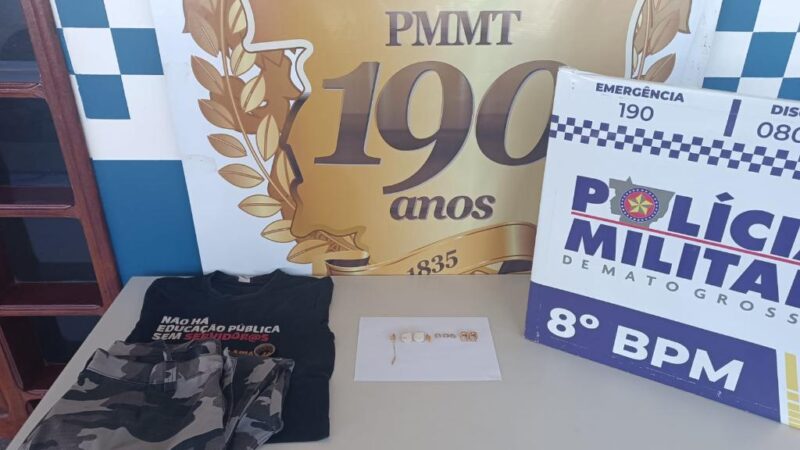 PMMT
190
anos
1835
EMERGÊNCIA
190
080
POLÍCIA
MILITAR
DE MATO GROSSO
8º BPM
NÃO HÁ
EDUCAÇÃO PÚBLICA
SEM SERVIDOR@S